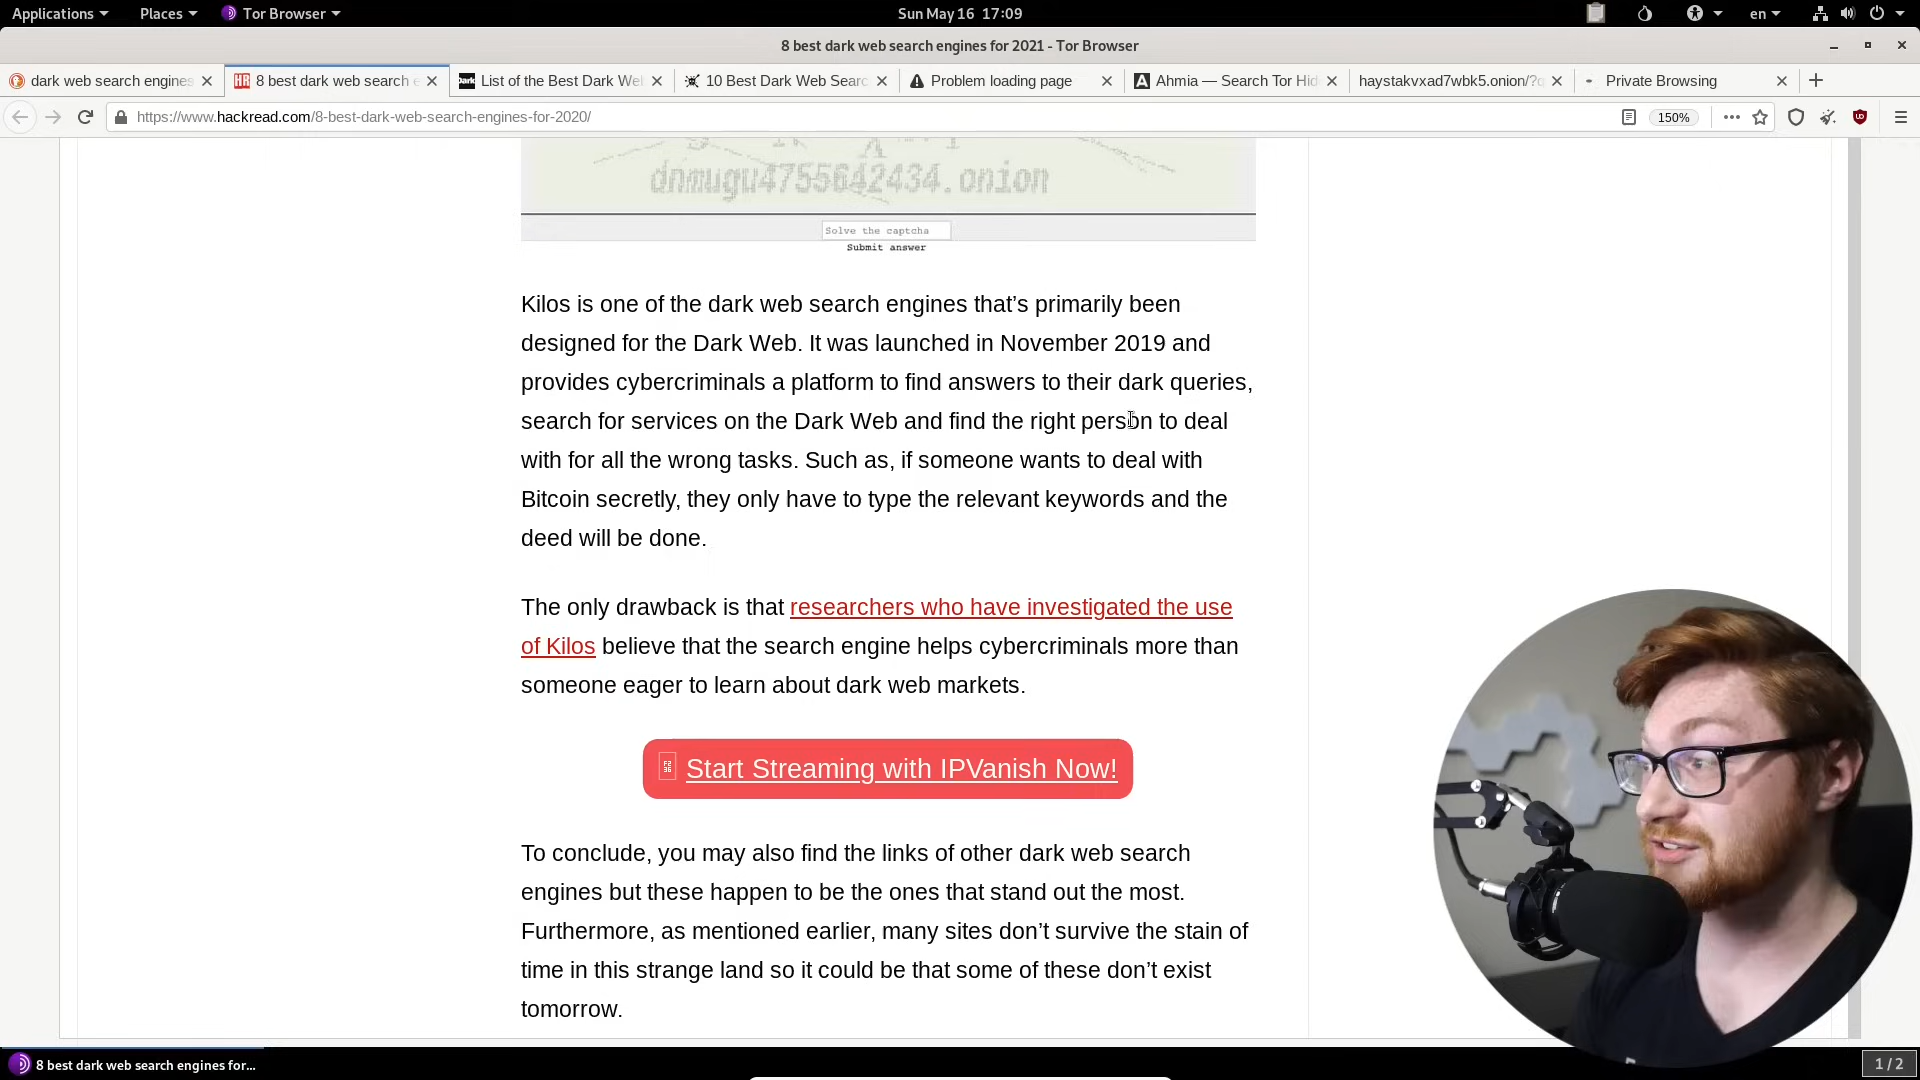 Applications Places Tor Browser Sun May 16 17:09 en
8 best dark web search engines for 2021 - Tor Browser
dark web search engines 8 best dark web search e List of the Best Dark We 10 Best Dark Web Searc Problem loading page Ahmia — Search Tor Hid haystakvxad7wbk5.onion/?q Private Browsing
https://www.hackread.com/8-best-dark-web-search-engines-for-2020/ 150%
dnmugu4755642434.onion
Solve the captcha
Submit answer
Kilos is one of the dark web search engines that’s primarily been
designed for the Dark Web. It was launched in November 2019 and
provides cybercriminals a platform to find answers to their dark queries,
search for services on the Dark Web and find the right person to deal
with for all the wrong tasks. Such as, if someone wants to deal with
Bitcoin secretly, they only have to type the relevant keywords and the
deed will be done.
The only drawback is that researchers who have investigated the use
of Kilos believe that the search engine helps cybercriminals more than
someone eager to learn about dark web markets.
Start Streaming with IPVanish Now!
To conclude, you may also find the links of other dark web search
engines but these happen to be the ones that stand out the most.
Furthermore, as mentioned earlier, many sites don’t survive the stain of
time in this strange land so it could be that some of these don’t exist
tomorrow.
8 best dark web search engines for...
1 / 2